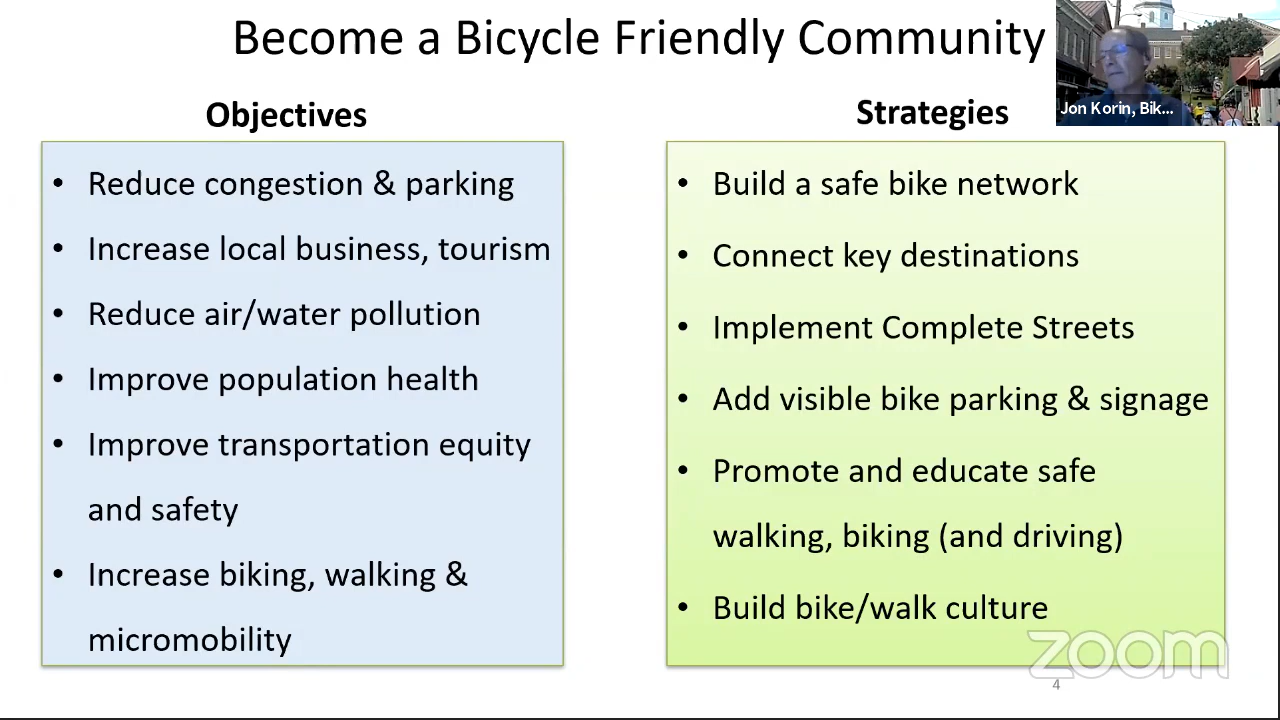 Become a Bicycle Friendly Community
Jon Korin, Bik...
Objectives
• Reduce congestion & parking
• Increase local business, tourism
• Reduce air/water pollution
• Improve population health
• Improve transportation equity
and safety
• Increase biking, walking &
micromobility
Strategies
• Build a safe bike network
• Connect key destinations
• Implement Complete Streets
• Add visible bike parking & signage
• Promote and educate safe
walking, biking (and driving)
• Build bike/walk culture
zoom
4